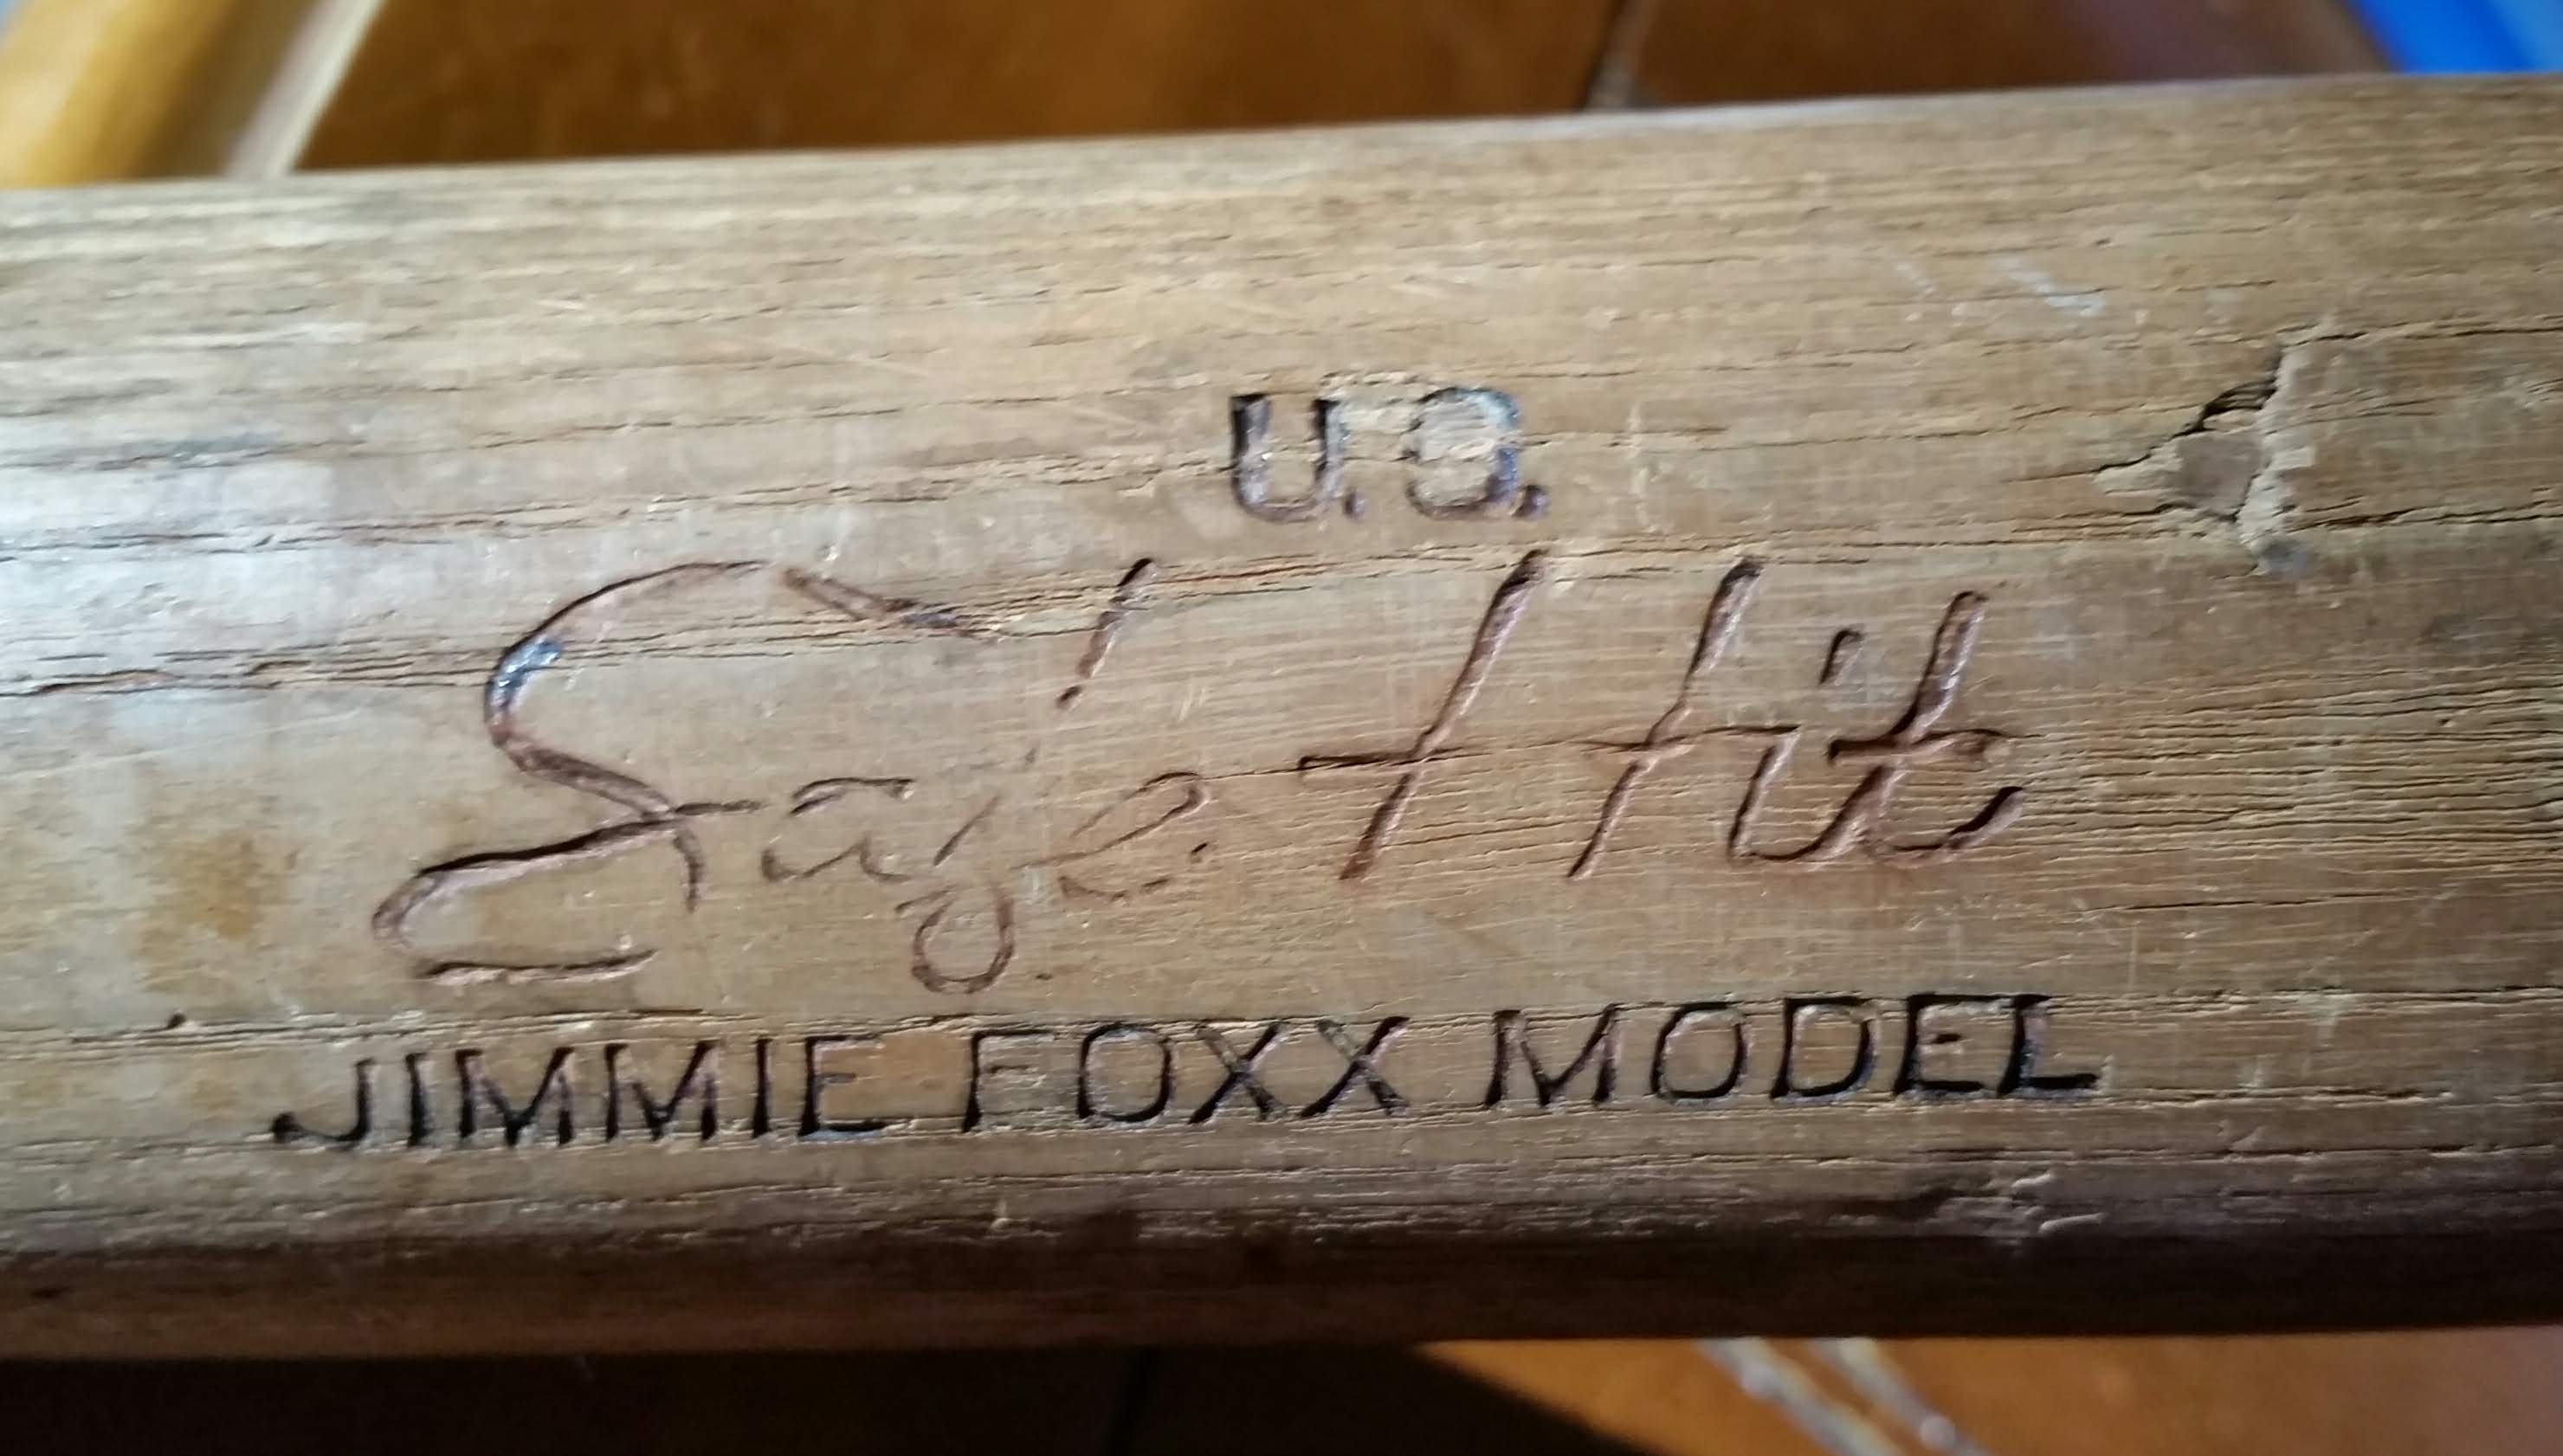 U.S.
Safe Hit
JIMMIE FOXX MODEL